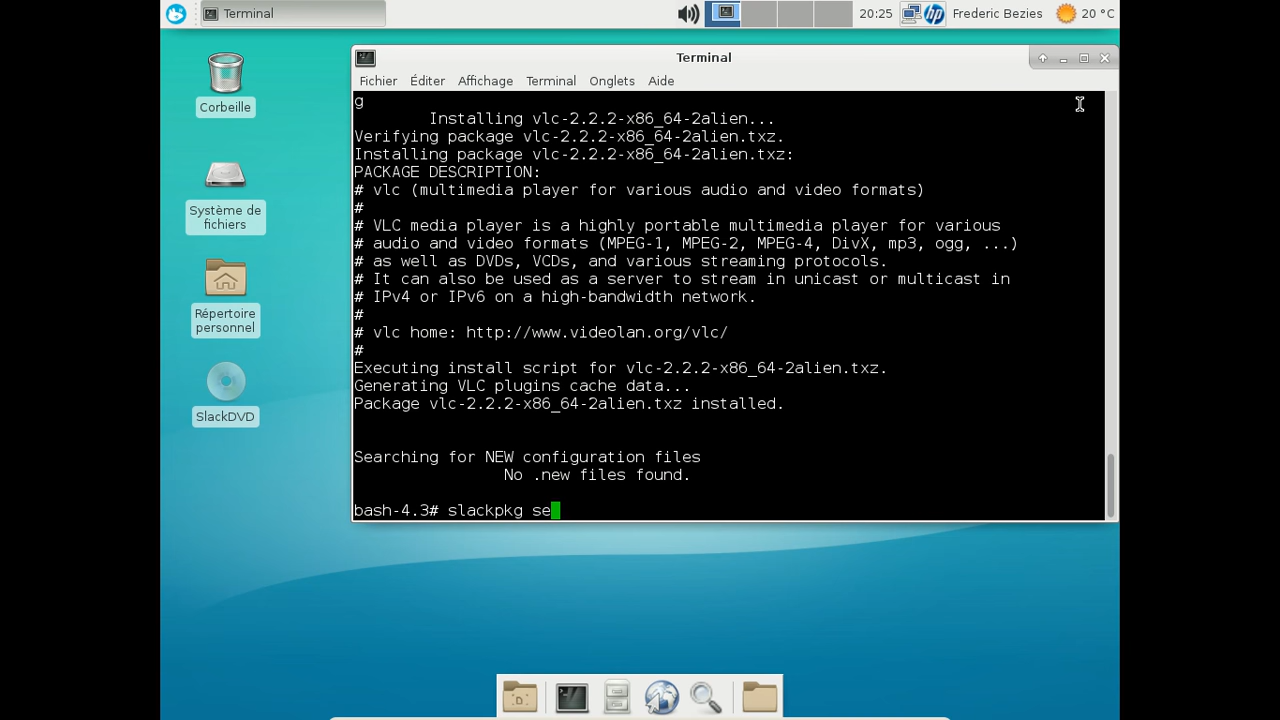 Terminal
20:25
Frederic Bezies
20 °C
Corbeille
Système de
fichiers
Répertoire
personnel
SlackDVD
Terminal
Fichier Éditer Affichage Terminal Onglets Aide
g
Installing vlc-2.2.2-x86_64-2alien...
Verifying package vlc-2.2.2-x86_64-2alien.txz.
Installing package vlc-2.2.2-x86_64-2alien.txz:
PACKAGE DESCRIPTION:
# vlc (multimedia player for various audio and video formats)
#
# VLC media player is a highly portable multimedia player for various
# audio and video formats (MPEG-1, MPEG-2, MPEG-4, DivX, mp3, ogg, ...)
# as well as DVDs, VCDs, and various streaming protocols.
# It can also be used as a server to stream in unicast or multicast in
# IPv4 or IPv6 on a high-bandwidth network.
#
# vlc home: http://www.videolan.org/vlc/
#
Executing install script for vlc-2.2.2-x86_64-2alien.txz.
Generating VLC plugins cache data...
Package vlc-2.2.2-x86_64-2alien.txz installed.
Searching for NEW configuration files
No .new files found.
bash-4.3# slackpkg se